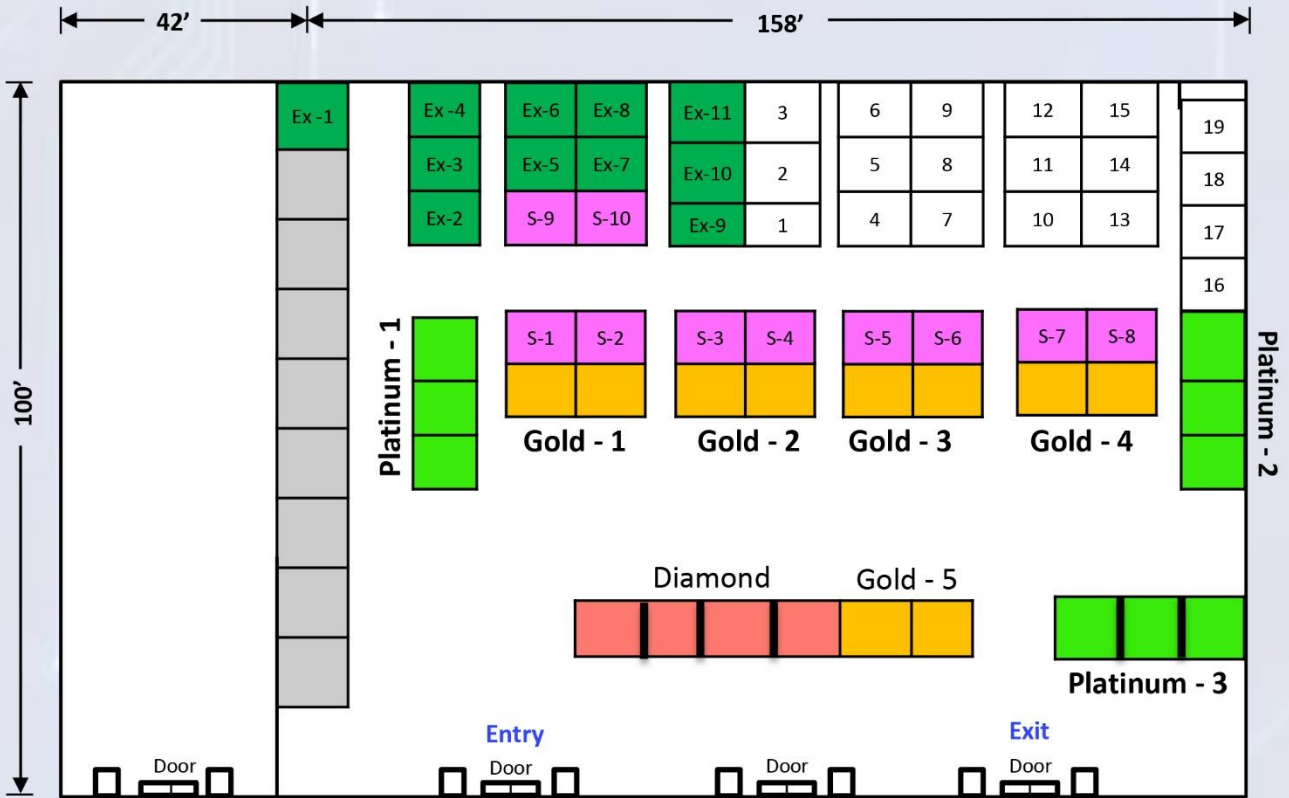 42’
158’
100’
Ex -1
Ex -4
Ex-6
Ex-8
Ex-11
3
6
9
12
15
19
Ex-3
Ex-5
Ex-7
Ex-10
2
5
8
11
14
18
Ex-2
S-9
S-10
Ex-9
1
4
7
10
13
17
16
Platinum - 1
S-1
S-2
S-3
S-4
S-5
S-6
S-7
S-8
Platinum - 2
Gold - 1
Gold - 2
Gold - 3
Gold - 4
Diamond
Gold - 5
Platinum - 3
Entry
Exit
Door
Door
Door
Door